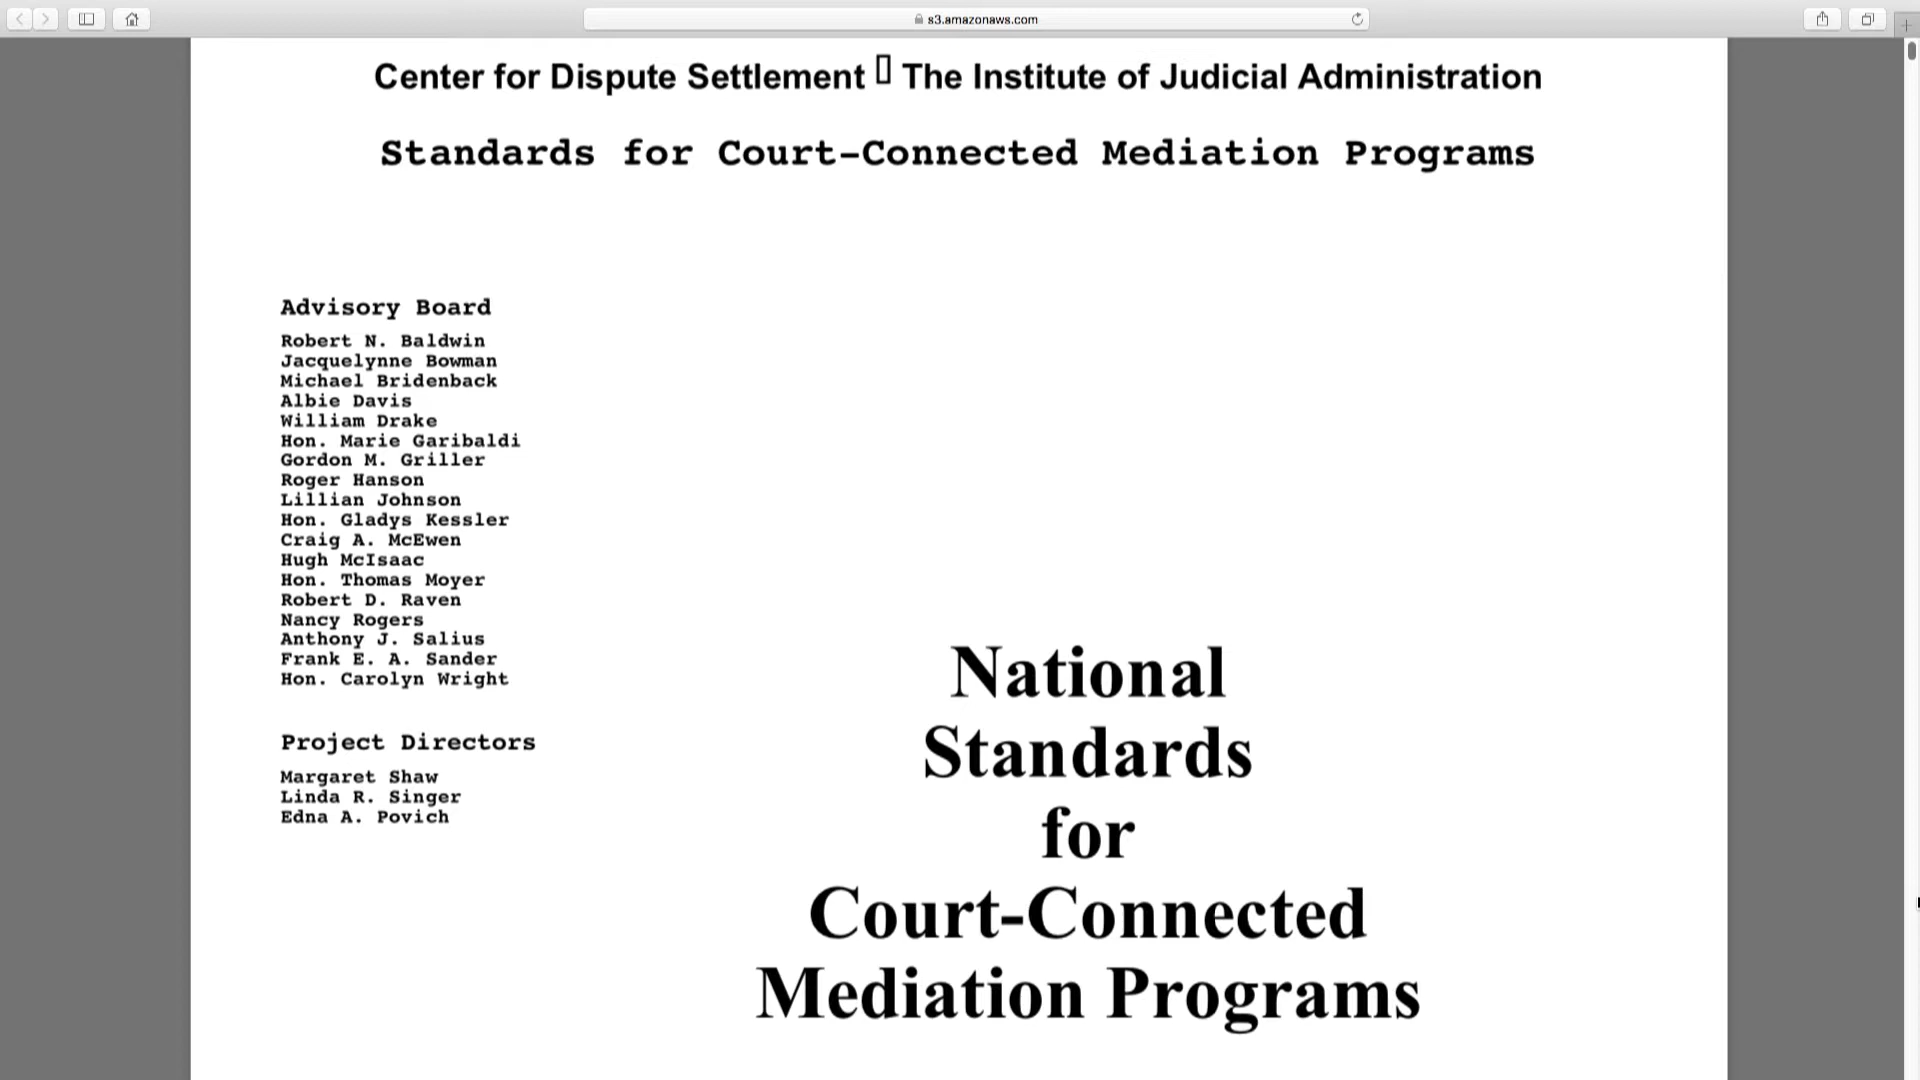 s3.amazonaws.com
Center for Dispute Settlement ▯ The Institute of Judicial Administration
Standards for Court-Connected Mediation Programs
Advisory Board
Robert N. Baldwin
Jacquelynne Bowman
Michael Bridenback
Albie Davis
William Drake
Hon. Marie Garibaldi
Gordon M. Griller
Roger Hanson
Lillian Johnson
Hon. Gladys Kessler
Craig A. McEwen
Hugh McIsaac
Hon. Thomas Moyer
Robert D. Raven
Nancy Rogers
Anthony J. Salius
Frank E. A. Sander
Hon. Carolyn Wright
Project Directors
Margaret Shaw
Linda R. Singer
Edna A. Povich
National
Standards
for
Court-Connected
Mediation Programs